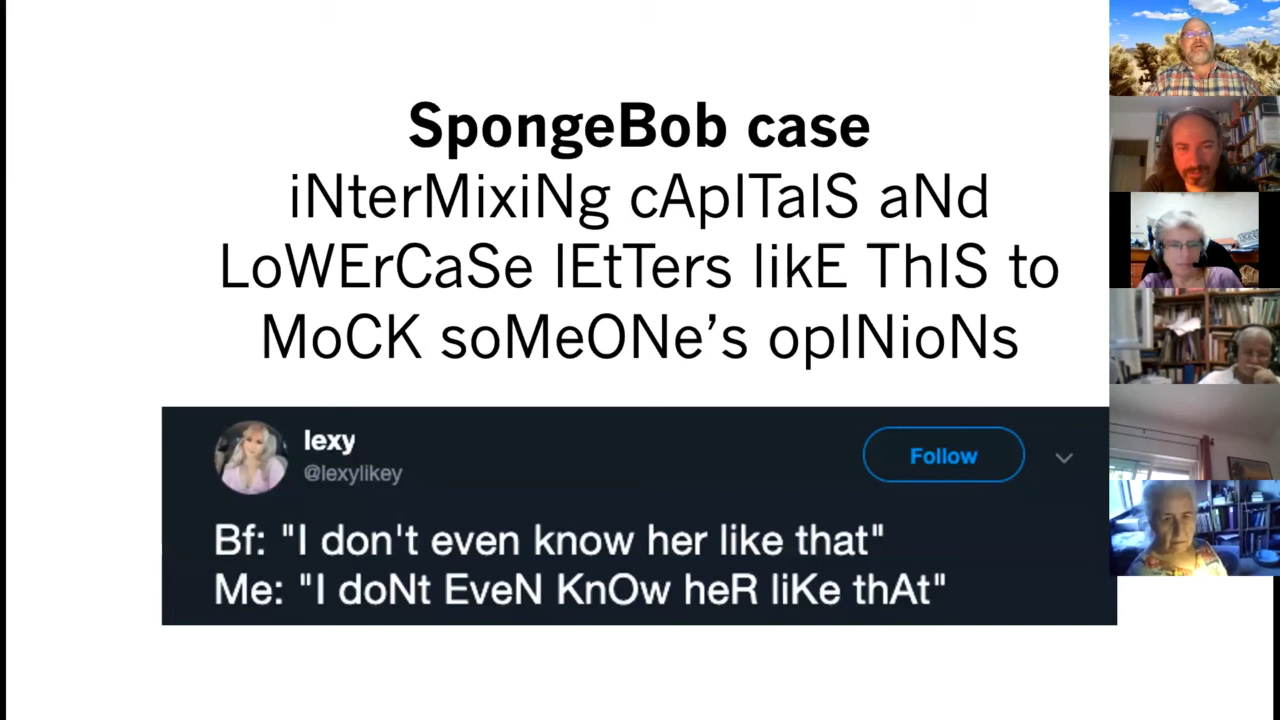 SpongeBob case
iNterMixiNg cApITalS aNd
LoWErCaSe lEtTers likE ThIS to
MoCK soMeONe’s opINioNs
lexy
@lexylikey
Follow
Bf: "I don't even know her like that"
Me: "I doNt EveN KnOw heR liKe thAt"